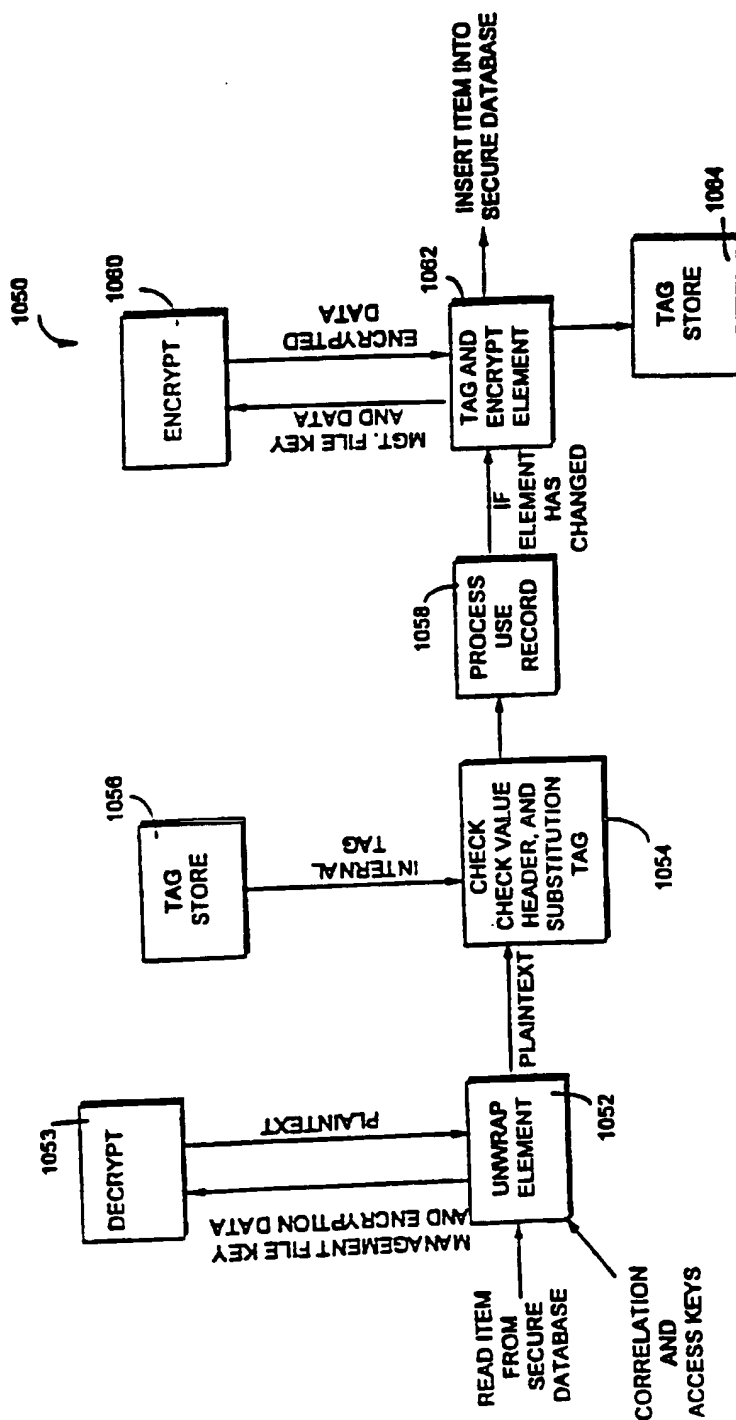 1050
1053
DECRYPT
PLAINTEXT
MANAGEMENT FILE KEY
AND ENCRYPTION DATA
READ ITEM
FROM
SECURE
DATABASE
UNWRAP
ELEMENT
1052
CORRELATION
AND
ACCESS KEYS
PLAINTEXT
1056
TAG
STORE
INTERNAL
TAG
CHECK
CHECK VALUE
HEADER, AND
SUBSTITUTION
TAG
1054
1058
PROCESS
USE
RECORD
IF
ELEMENT
HAS
CHANGED
1060
ENCRYPT
ENCRYPTED
DATA
MGT. FILE KEY
AND DATA
1062
TAG AND
ENCRYPT
ELEMENT
INSERT ITEM INTO
SECURE DATABASE
TAG
STORE
1064